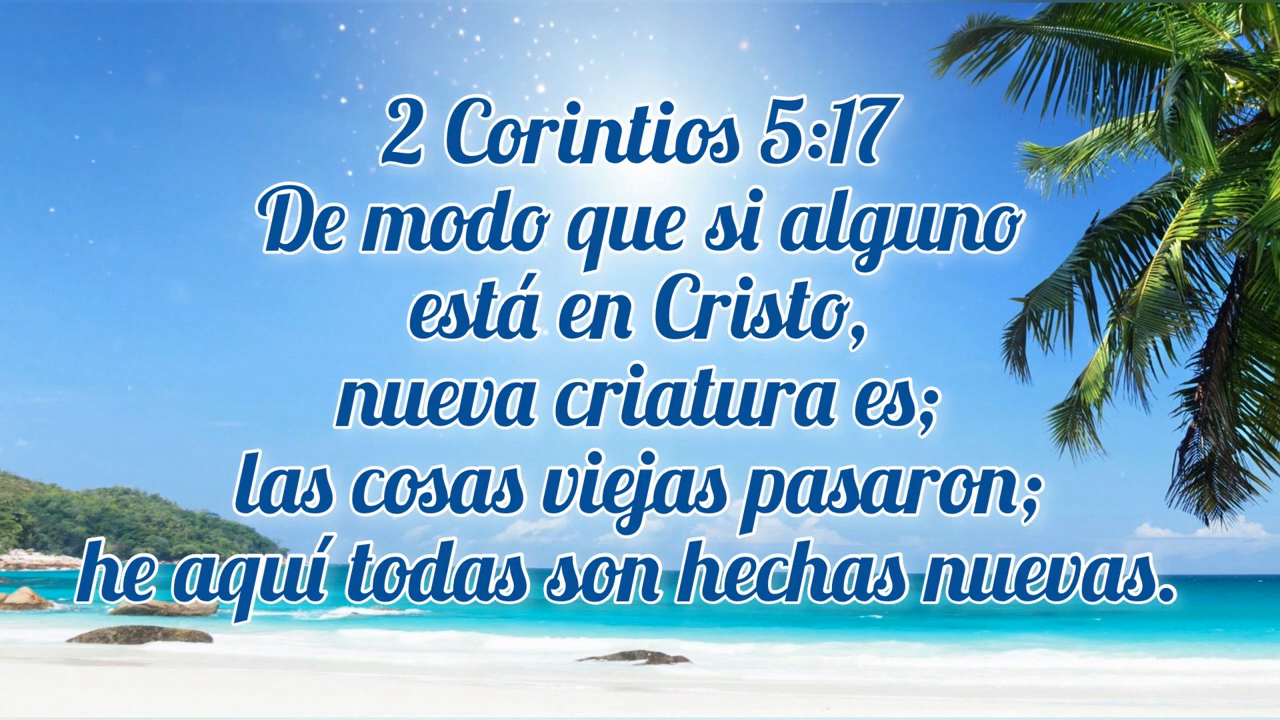 2 Corintios 5:17
De modo que si alguno
está en Cristo,
nueva criatura es;
las cosas viejas pasaron;
he aquí todas son hechas nuevas.